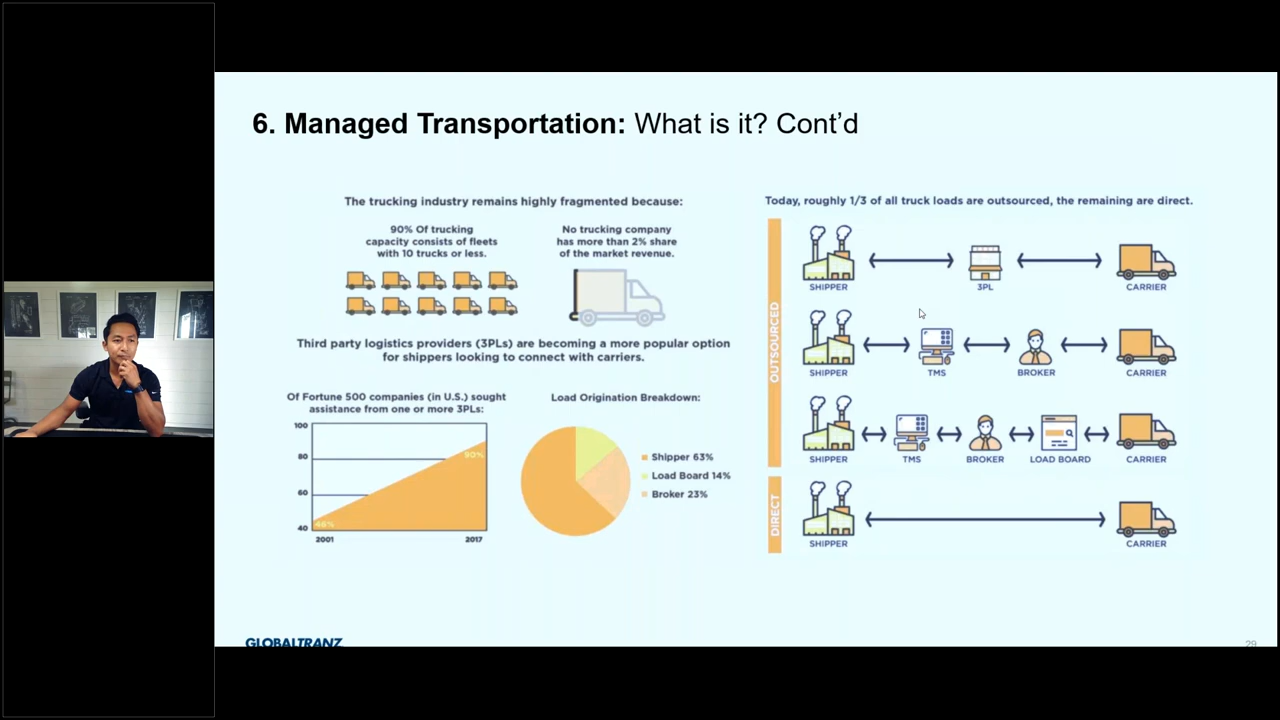 6. Managed Transportation: What is it? Cont'd
The trucking industry remains highly fragmented because:
90% Of trucking
capacity consists of fleets
with 10 trucks or less.
No trucking company
has more than 2% share
of the market revenue.
Third party logistics providers (3PLs) are becoming a more popular option
for shippers looking to connect with carriers.
Of Fortune 500 companies (in U.S.) sought
assistance from one or more 3PLs:
100
80
60
40
90%
46%
2001
2017
Load Origination Breakdown:
Shipper 63%
Load Board 14%
Broker 23%
Today, roughly 1/3 of all truck loads are outsourced, the remaining are direct.
OUTSOURCED
SHIPPER
3PL
CARRIER
SHIPPER
TMS
BROKER
CARRIER
SHIPPER
TMS
BROKER
LOAD BOARD
CARRIER
DIRECT
SHIPPER
CARRIER
GLOBALTRANZ
29